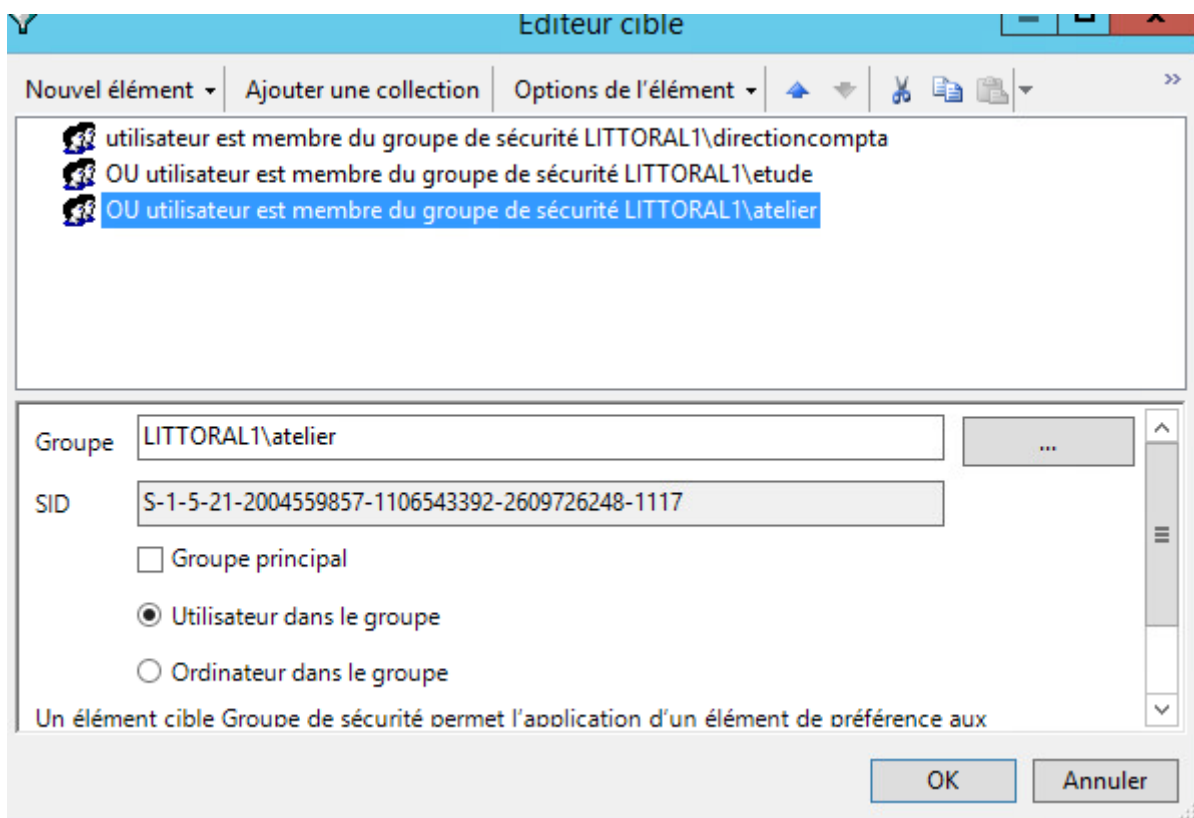 Editeur cible
Nouvel élément Ajouter une collection Options de l'élément »
utilisateur est membre du groupe de sécurité LITTORAL1\directioncompta
OU utilisateur est membre du groupe de sécurité LITTORAL1\etude
OU utilisateur est membre du groupe de sécurité LITTORAL1\atelier
Groupe LITTORAL1\atelier ...
SID S-1-5-21-2004559857-1106543392-2609726248-1117
Groupe principal
Utilisateur dans le groupe
Ordinateur dans le groupe
Un élément cible Groupe de sécurité permet l'application d'un élément de préférence aux
OK Annuler